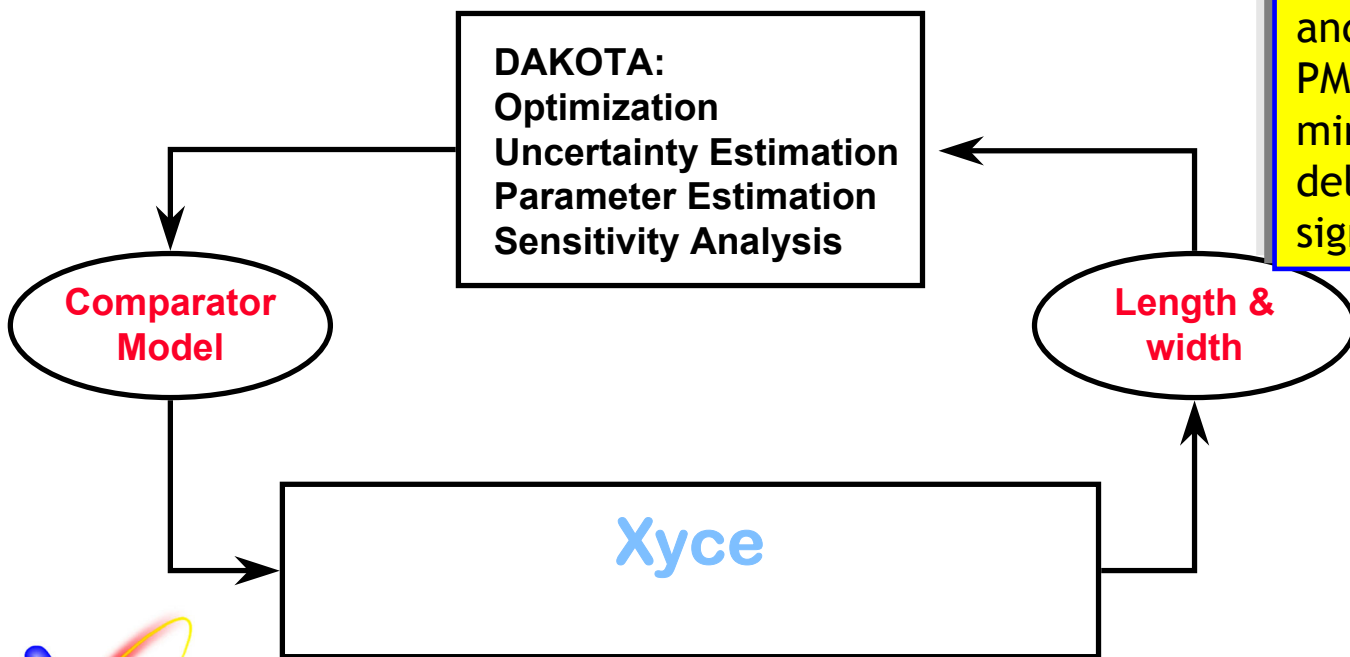 DAKOTA:
Optimization
Uncertainty Estimation
Parameter Estimation
Sensitivity Analysis
Comparator
Model
Length &
width
Xyce